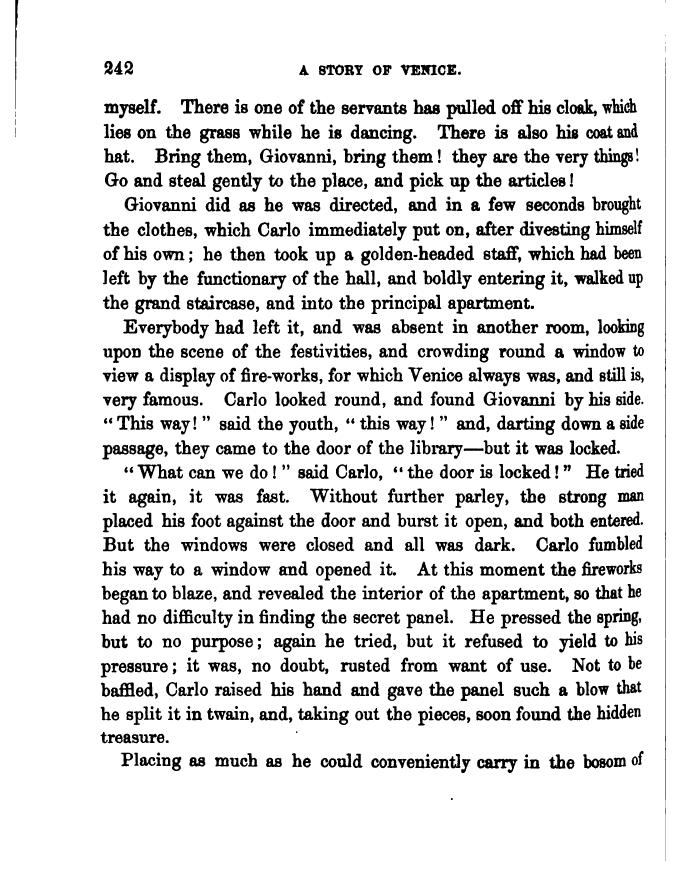 242 A STORY OF VENICE.
myself. There is one of the servants has pulled off his cloak, which
lies on the grass while he is dancing. There is also his coat and
hat. Bring them, Giovanni, bring them! they are the very things!
Go and steal gently to the place, and pick up the articles!
Giovanni did as he was directed, and in a few seconds brought
the clothes, which Carlo immediately put on, after divesting himself
of his own; he then took up a golden-headed staff, which had been
left by the functionary of the hall, and boldly entering it, walked up
the grand staircase, and into the principal apartment.
Everybody had left it, and was absent in another room, looking
upon the scene of the festivities, and crowding round a window to
view a display of fire-works, for which Venice always was, and still is,
very famous. Carlo looked round, and found Giovanni by his side.
“This way!” said the youth, “this way!” and, darting down a side
passage, they came to the door of the library—but it was locked.
“What can we do!” said Carlo, “the door is locked!” He tried
it again, it was fast. Without further parley, the strong man
placed his foot against the door and burst it open, and both entered.
But the windows were closed and all was dark. Carlo fumbled
his way to a window and opened it. At this moment the fireworks
began to blaze, and revealed the interior of the apartment, so that he
had no difficulty in finding the secret panel. He pressed the spring,
but to no purpose; again he tried, but it refused to yield to his
pressure; it was, no doubt, rusted from want of use. Not to be
baffled, Carlo raised his hand and gave the panel such a blow that
he split it in twain, and, taking out the pieces, soon found the hidden
treasure.
Placing as much as he could conveniently carry in the bosom of